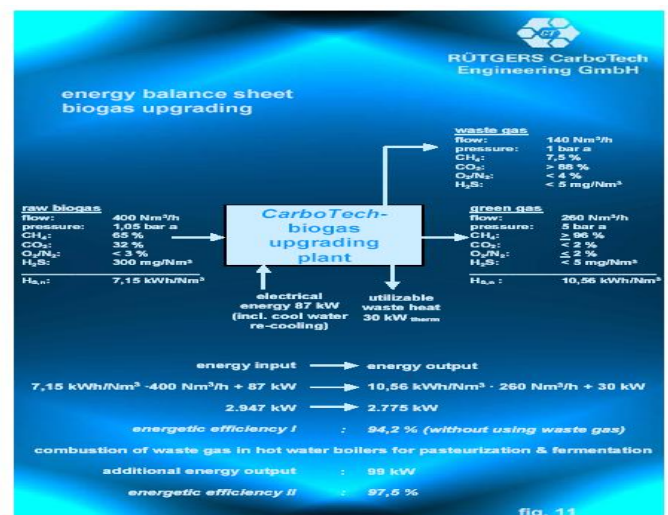 CT
RÜTGERS CarboTech
Engineering GmbH
energy balance sheet
biogas upgrading
waste gas
flow: 140 Nm³/h
pressure: 1 bar a
CH₄: 7,5 %
CO₂: > 88 %
O₂/N₂: < 4 %
H₂S: < 5 mg/Nm³
raw biogas
flow: 400 Nm³/h
pressure: 1,05 bar a
CH₄: 65 %
CO₂: 32 %
O₂/N₂: < 3 %
H₂S: 300 mg/Nm³
Hₛ,ₙ: 7,15 kWh/Nm³
CarboTech-
biogas
upgrading
plant
green gas
flow: 260 Nm³/h
pressure: 5 bar a
CH₄: ≥ 96 %
CO₂: < 2 %
O₂/N₂: ≤ 2 %
H₂S: < 5 mg/Nm³
Hₛ,ₙ : 10,56 kWh/Nm³
electrical
energy 87 kW
(incl. cool water
re-cooling)
utilizable
waste heat
30 kW therm
energy input → energy output
7,15 kWh/Nm³ ·400 Nm³/h + 87 kW → 10,56 kWh/Nm³ · 260 Nm³/h + 30 kW
2.947 kW → 2.775 kW
energetic efficiency I : 94,2 % (without using waste gas)
combustion of waste gas in hot water boilers for pasteurization & fermentation
additional energy output : 99 kW
energetic efficiency II : 97,5 %
fig. 11